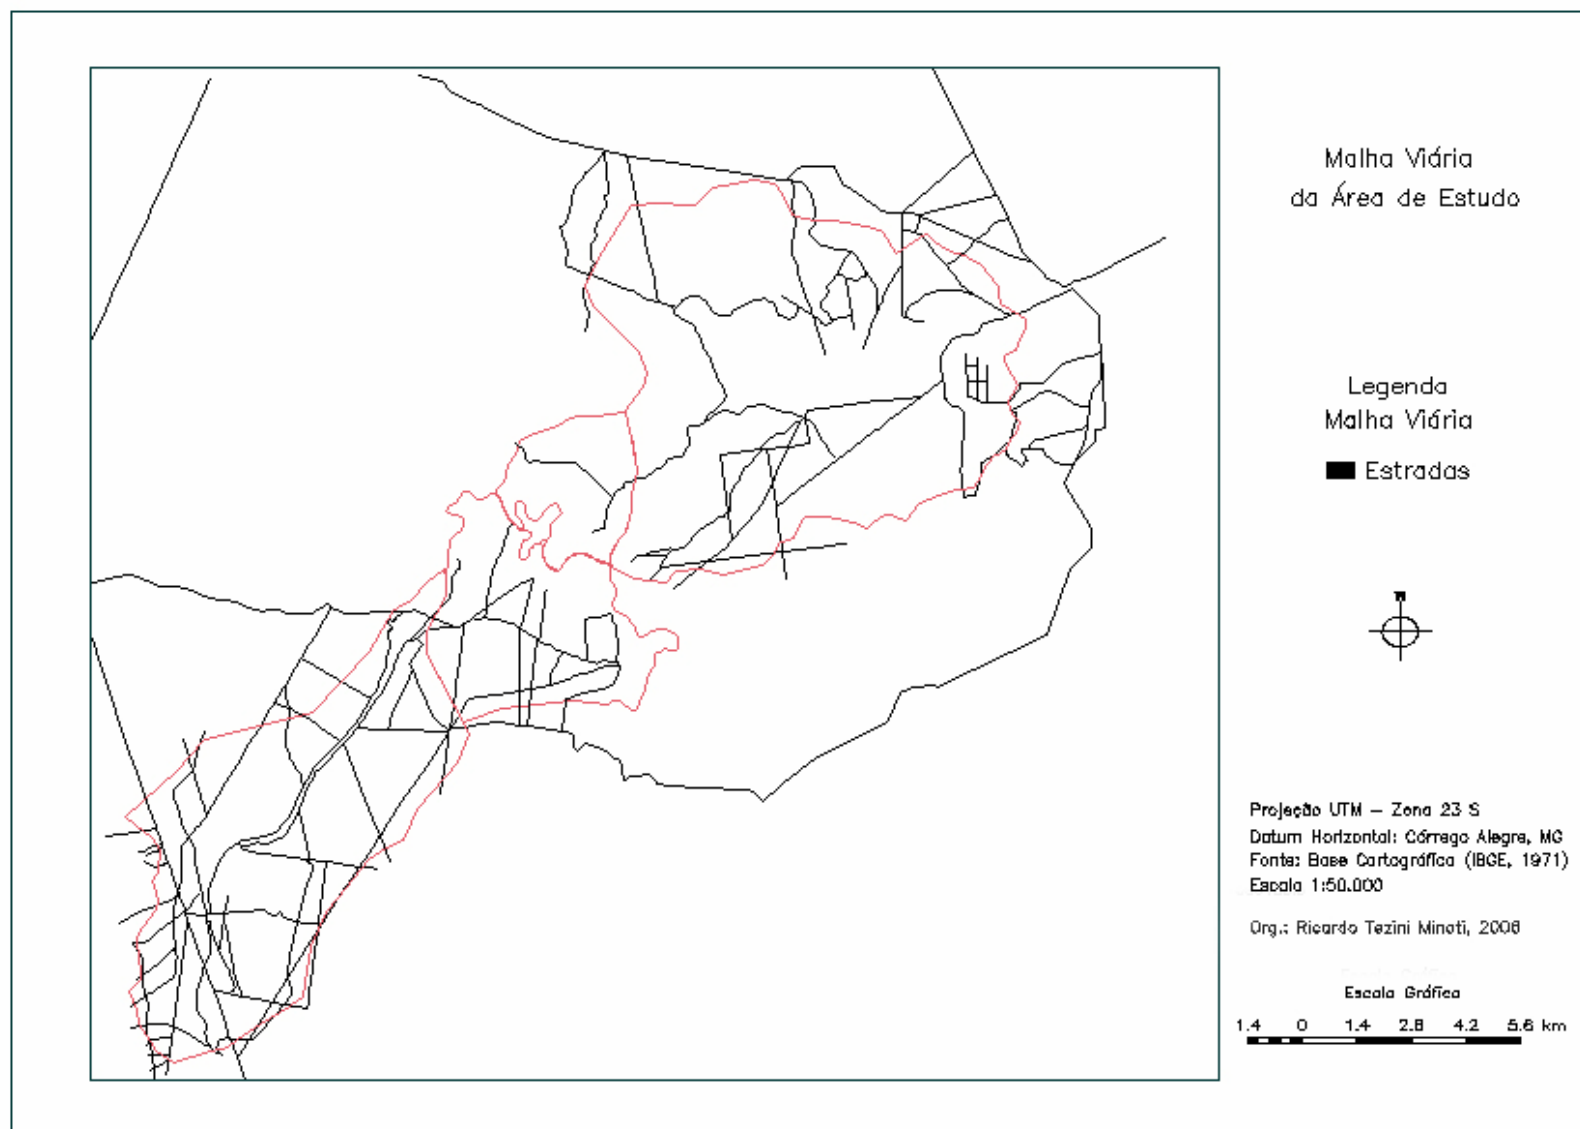 Malha Viária
da Área de Estudo
Legenda
Malha Viária
Estradas
N
Projeção UTM – Zona 23 S
Datum Horizontal: Córrego Alegre, MG
Fonte: Base Cartográfica (IBGE, 1971)
Escala 1:50.000
Org.: Ricardo Tezini Minoti, 2006
Escala Gráfica
1.4 0 1.4 2.8 4.2 5.6 km